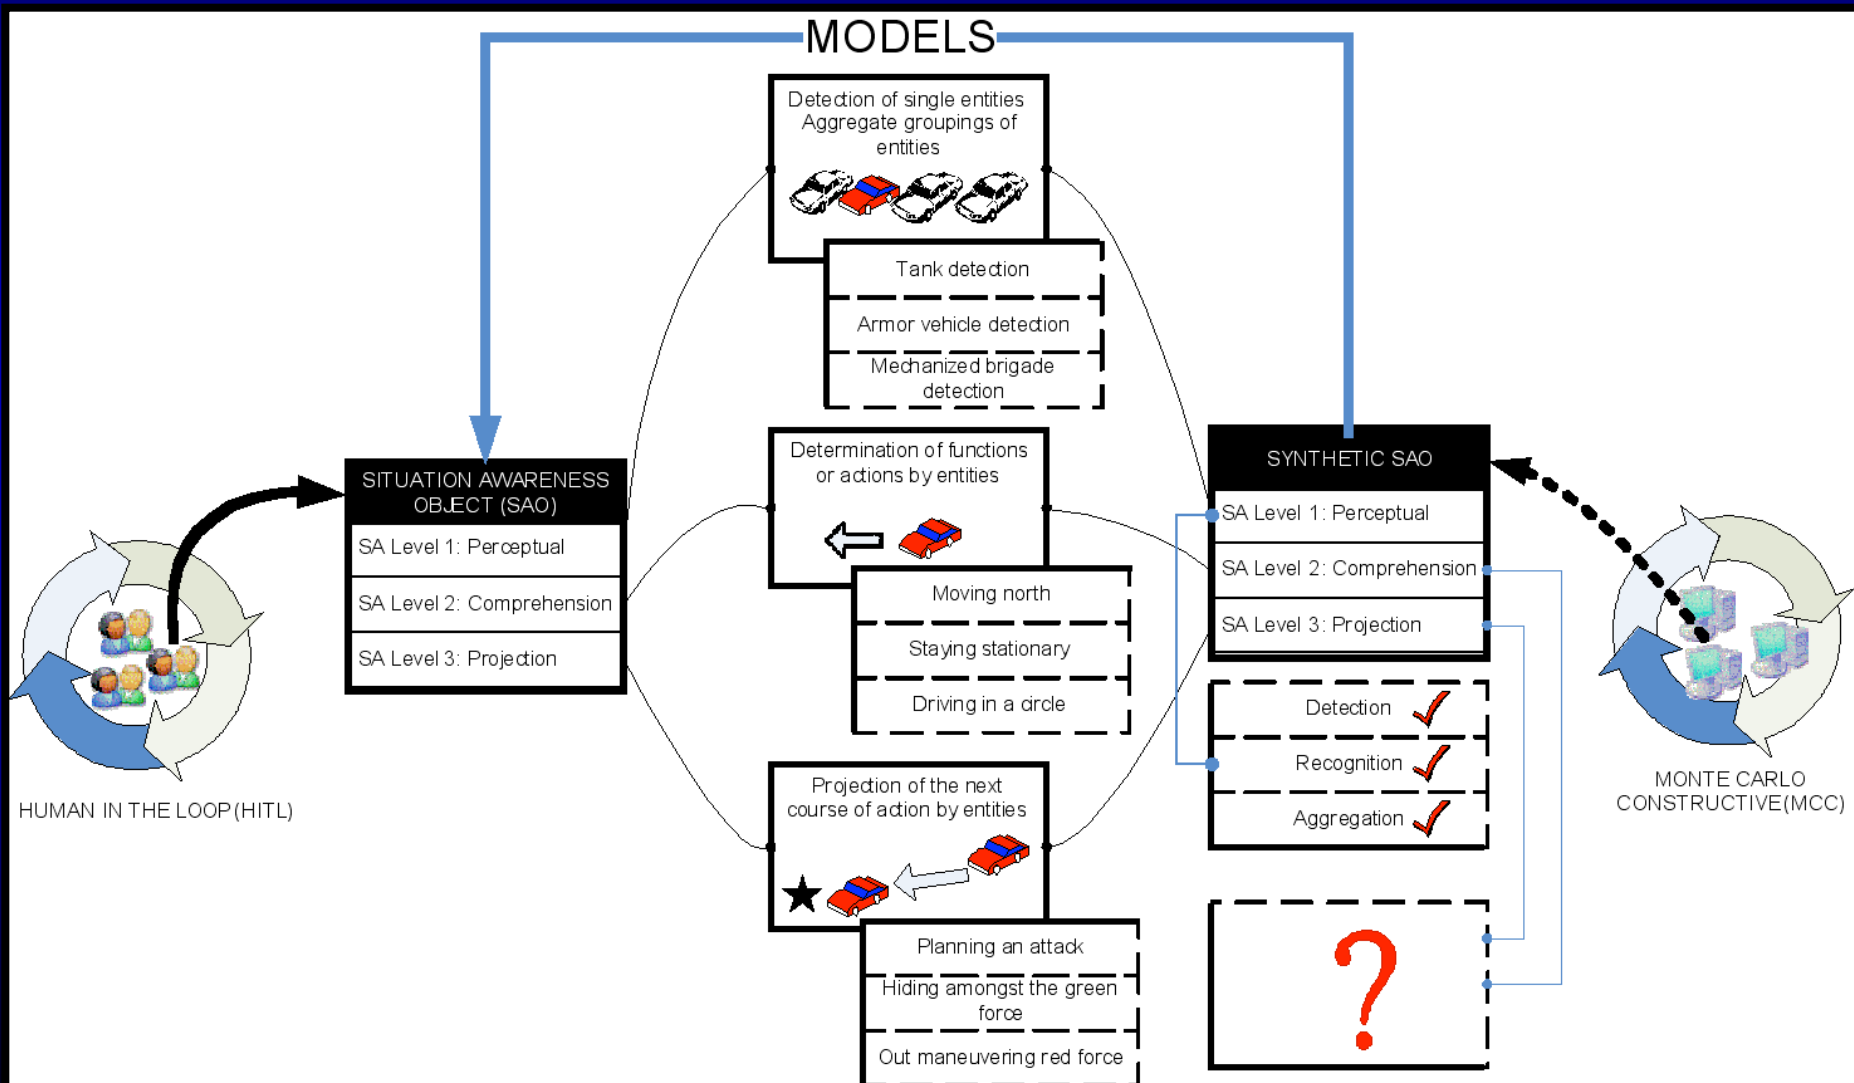 MODELS
Detection of single entities
Aggregate groupings of
entities
Tank detection
Armor vehicle detection
Mechanized brigade
detection
SITUATION AWARENESS
OBJECT (SAO)
SA Level 1: Perceptual
SA Level 2: Comprehension
SA Level 3: Projection
HUMAN IN THE LOOP(HITL)
Determination of functions
or actions by entities
Moving north
Staying stationary
Driving in a circle
Projection of the next
course of action by entities
Planning an attack
Hiding amongst the green
force
Out maneuvering red force
SYNTHETIC SAO
SA Level 1: Perceptual
SA Level 2: Comprehension
SA Level 3: Projection
Detection
Recognition
Aggregation
?
MONTE CARLO
CONSTRUCTIVE(MCC)